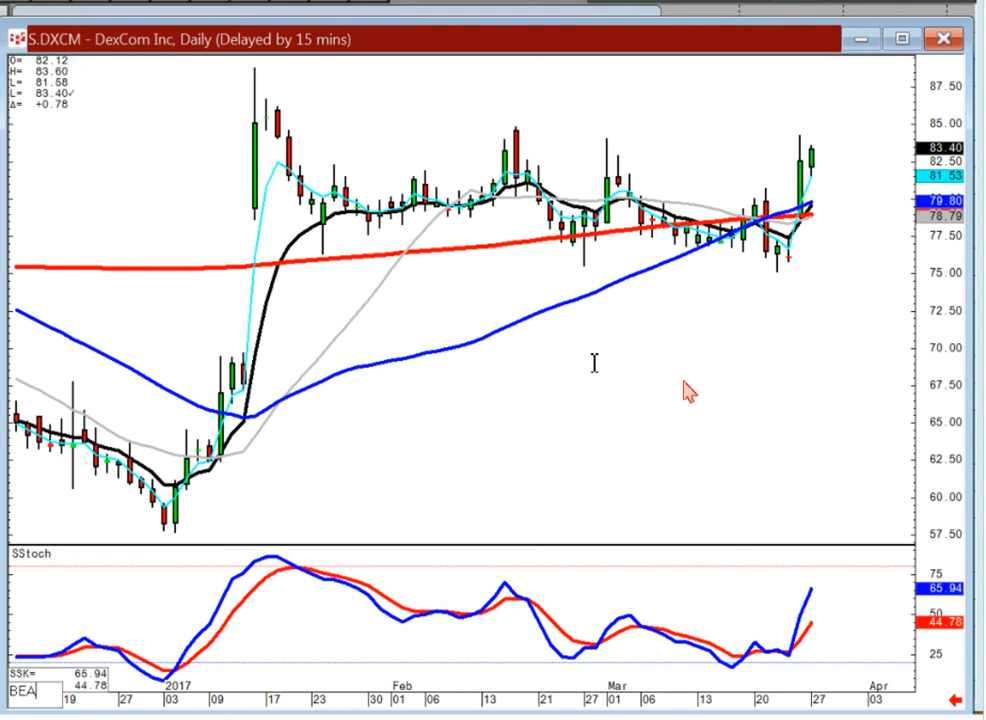 S.DXCM - DexCom Inc, Daily (Delayed by 15 mins)
O= 82.12
H= 83.60
L= 81.58
L= 83.40✓
Δ= +0.78
87.50
85.00
83.40
82.50
81.53
79.80
78.79
77.50
75.00
72.50
70.00
67.50
65.00
62.50
60.00
57.50
SStoch
75
65.94
50
44.78
25
SSK= 65.94
44.78
BEA
2017 Feb Mar Apr
19 27 03 09 17 23 30 01 06 13 21 27 01 06 13 20 27 03